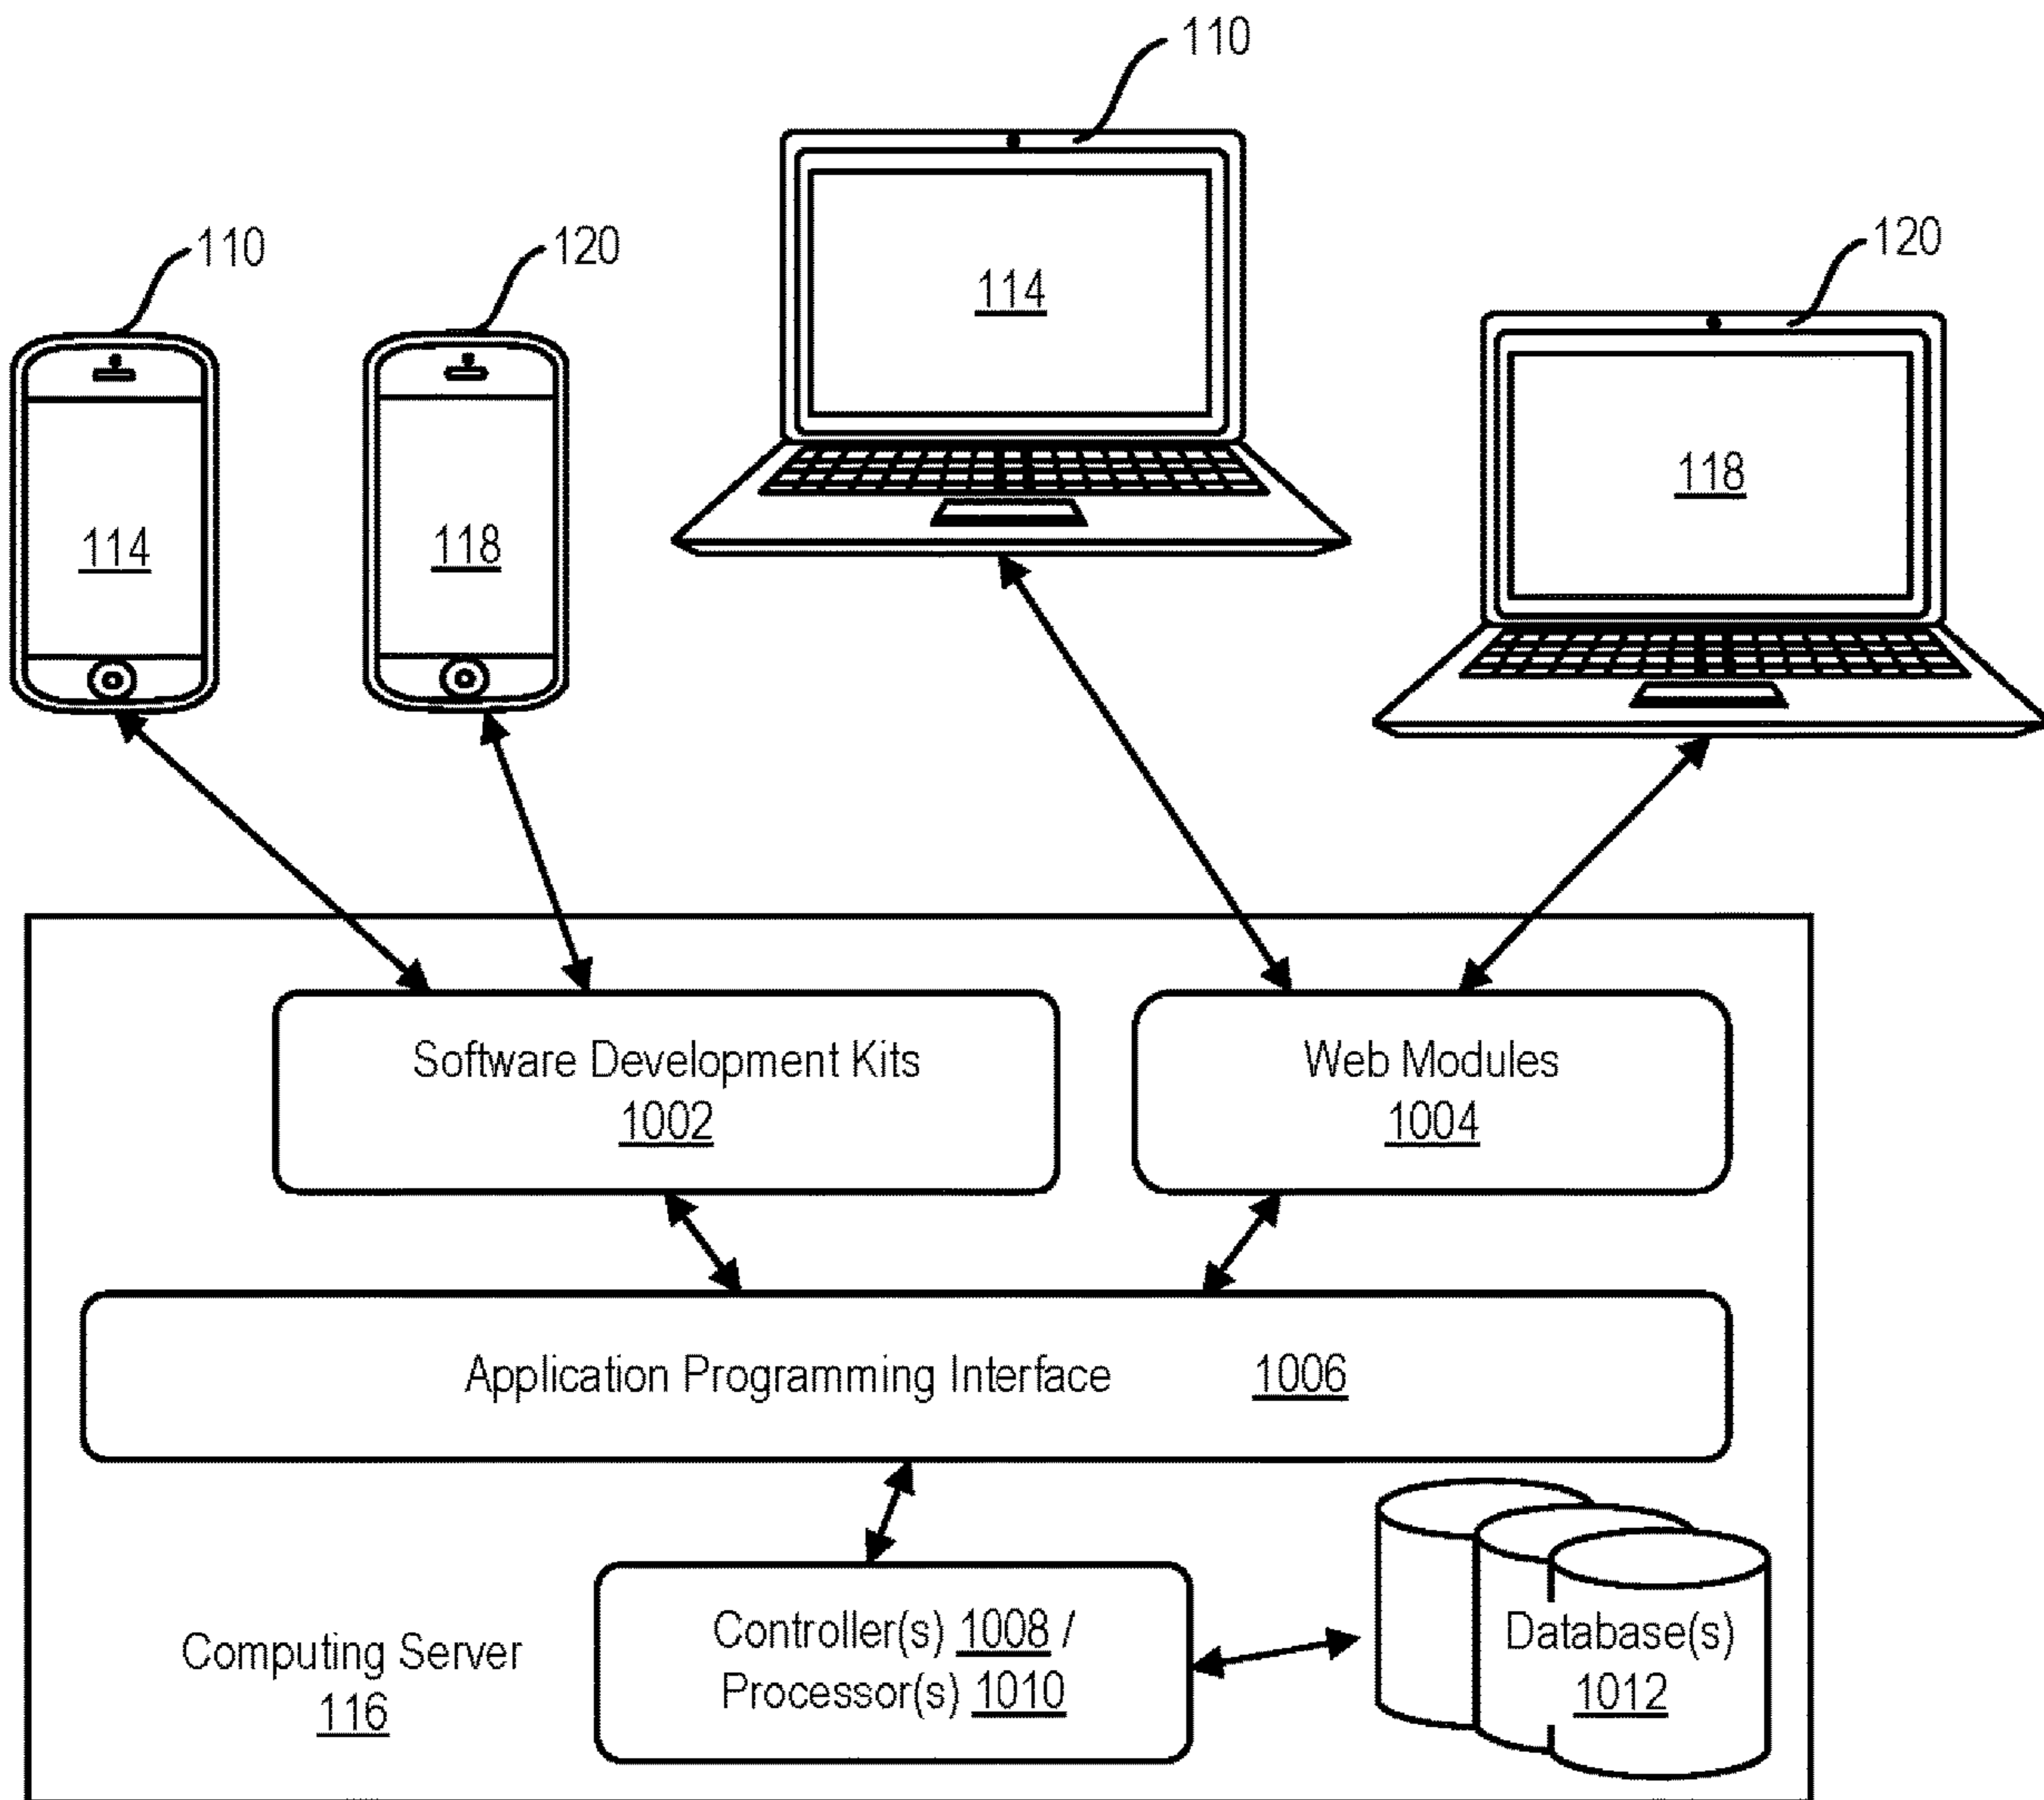 110
110
120
120
114
118
114
118
Software Development Kits
1002
Web Modules
1004
Application Programming Interface 1006
Controller(s) 1008 /
Processor(s) 1010
Database(s)
1012
Computing Server
116